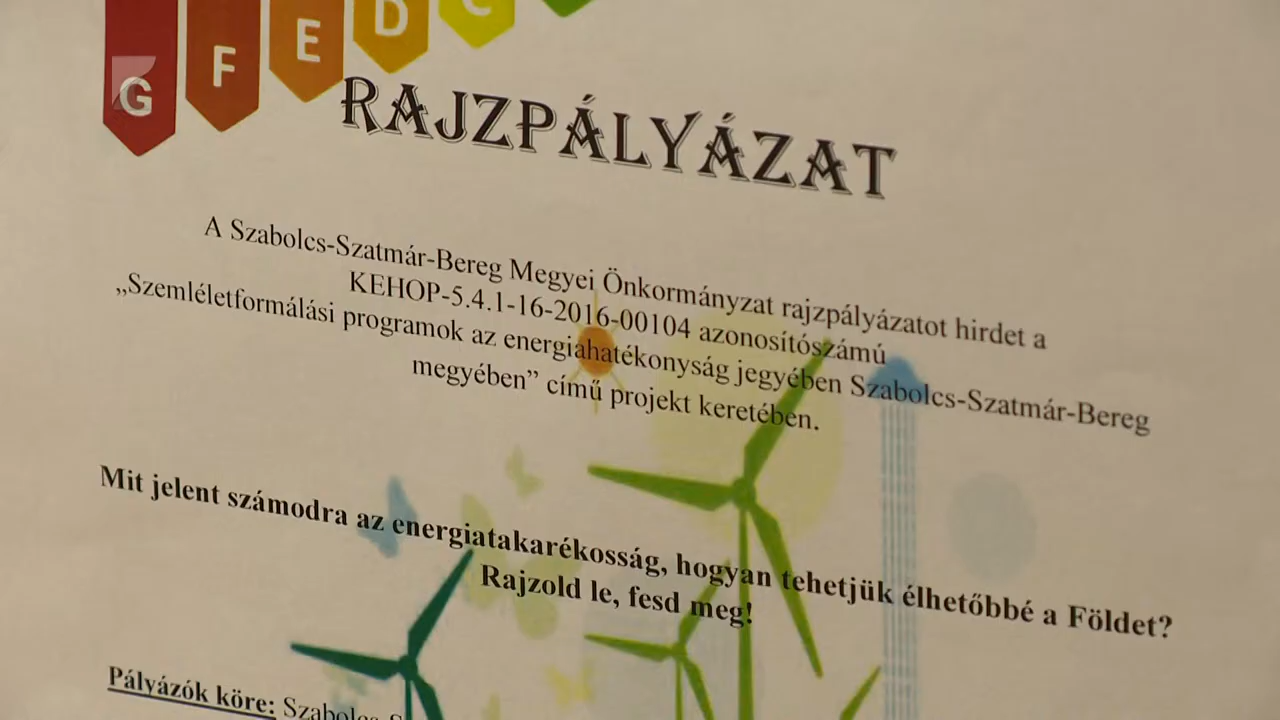 G F E D C
RAJZPÁLYÁZAT
A Szabolcs-Szatmár-Bereg Megyei Önkormányzat rajzpályázatot hirdet a
KEHOP-5.4.1-16-2016-00104 azonosítószámú
„Szemléletformálási programok az energiahatékonyság jegyében Szabolcs-Szatmár-Bereg
megyében” című projekt keretében.
Mit jelent számodra az energiatakarékosság, hogyan tehetjük élhetőbbé a Földet?
Rajzold le, fesd meg!
Pályázók köre: Szabolcs-S